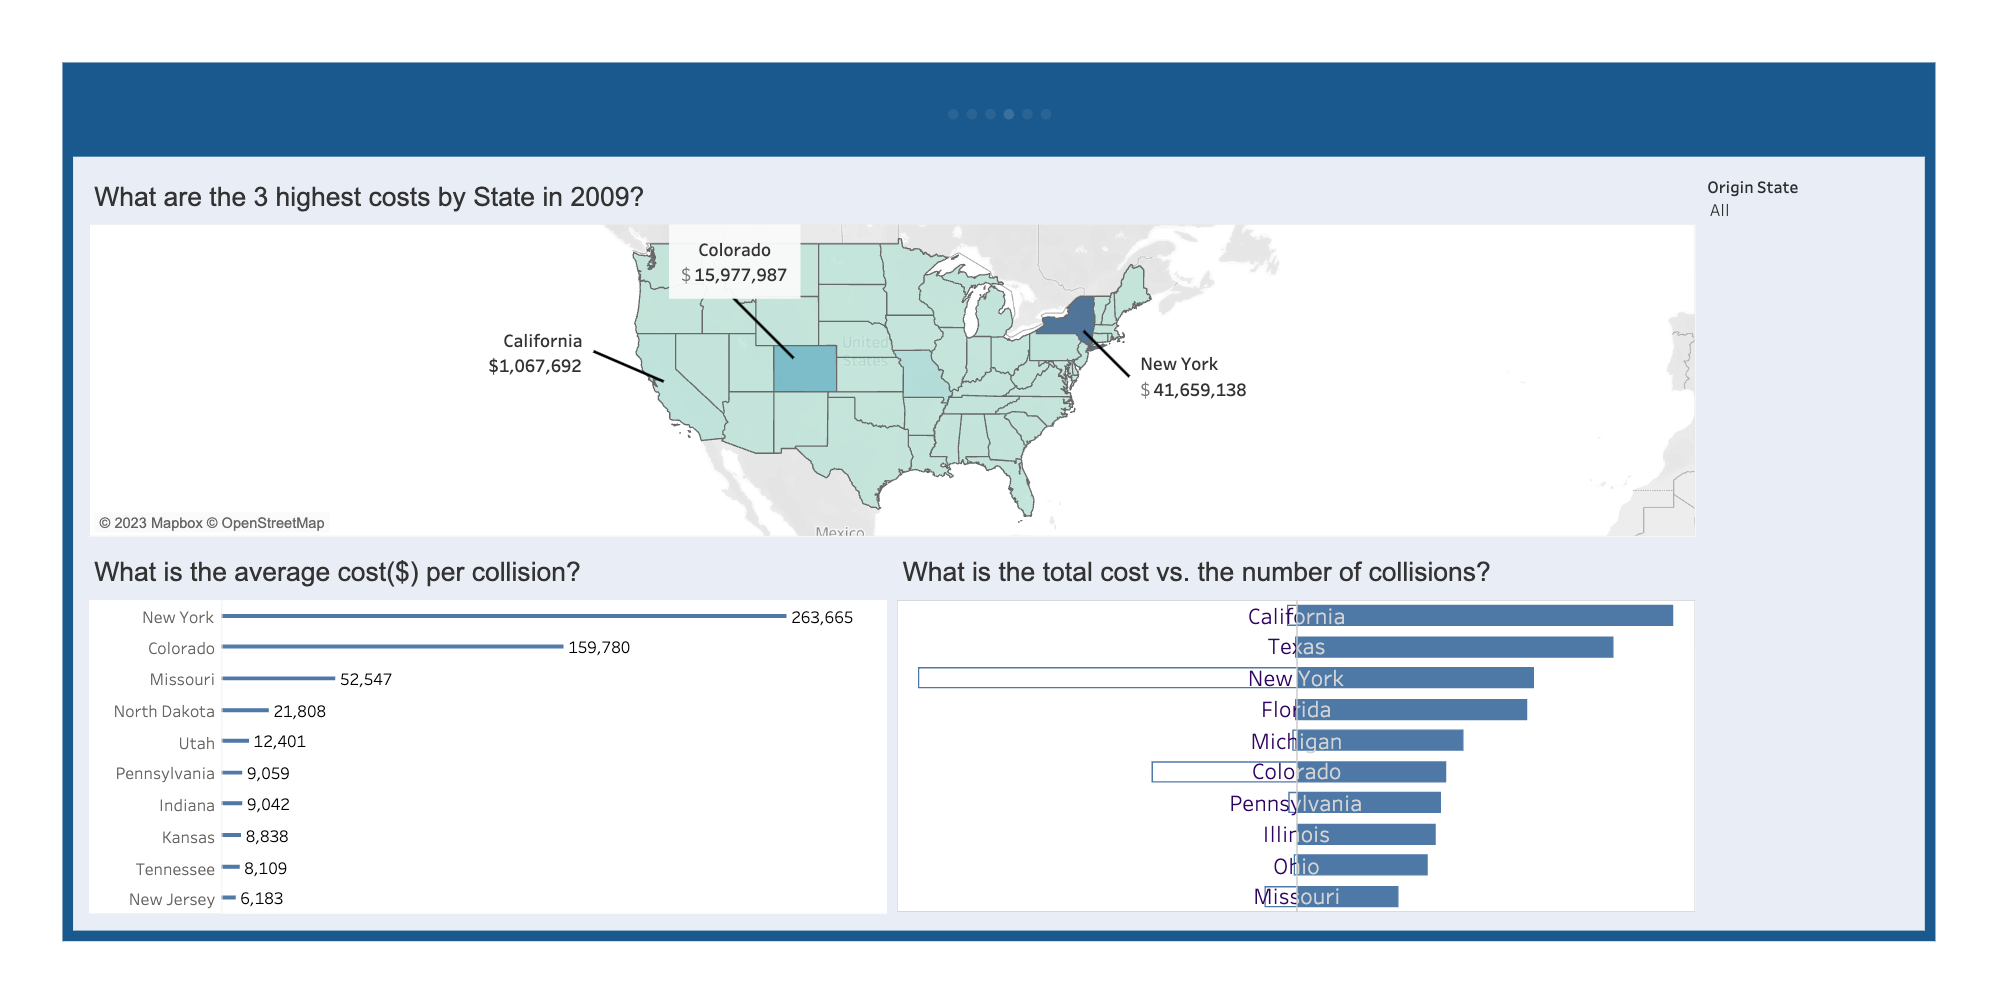 What are the 3 highest costs by State in 2009?
Origin State
All
Colorado
$ 15,977,987
California
$1,067,692
United
States
New York
$ 41,659,138
Mexico
© 2023 Mapbox © OpenStreetMap
What is the average cost($) per collision?
New York 263,665
Colorado 159,780
Missouri 52,547
North Dakota 21,808
Utah 12,401
Pennsylvania 9,059
Indiana 9,042
Kansas 8,838
Tennessee 8,109
New Jersey 6,183
What is the total cost vs. the number of collisions?
California
Texas
New York
Florida
Michigan
Colorado
Pennsylvania
Illinois
Ohio
Missouri